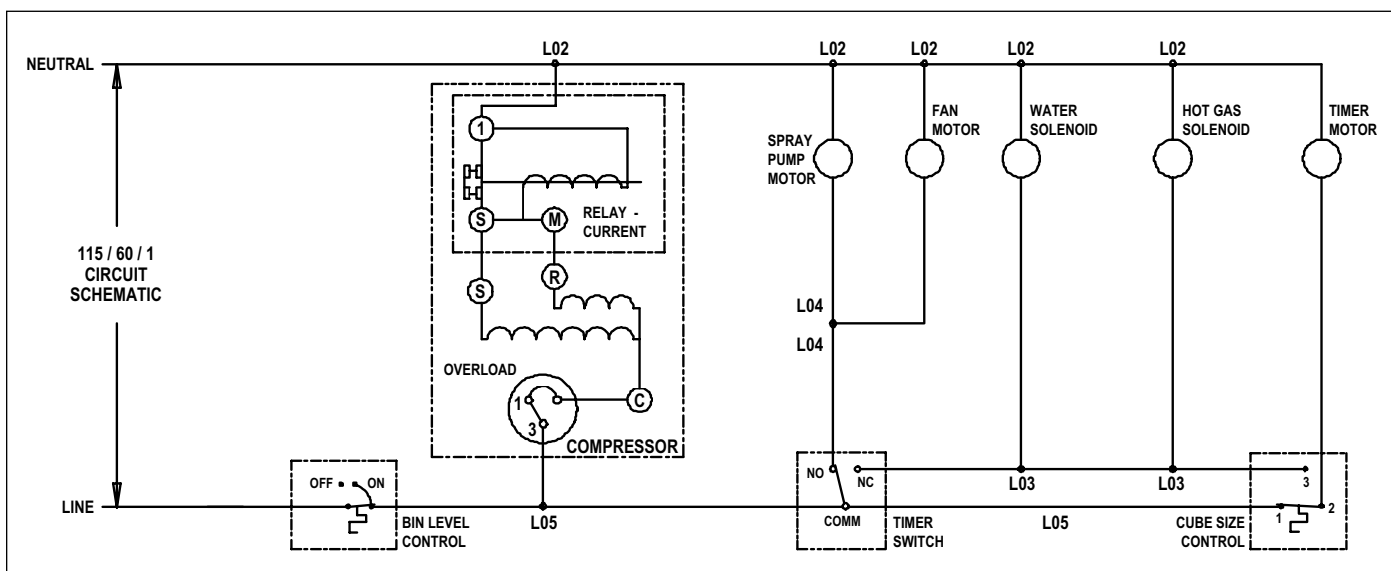 L02
L02
L02
L02
L02
NEUTRAL
1
SPRAY
PUMP
MOTOR
FAN
MOTOR
WATER
SOLENOID
HOT GAS
SOLENOID
TIMER
MOTOR
S
M
RELAY -
CURRENT
115 / 60 / 1
CIRCUIT
SCHEMATIC
S
R
L04
L04
OVERLOAD
1
3
C
COMPRESSOR
OFF
ON
NO
NC
L03
L03
3
LINE
BIN LEVEL
CONTROL
L05
COMM
TIMER
SWITCH
L05
CUBE SIZE
CONTROL
1
2